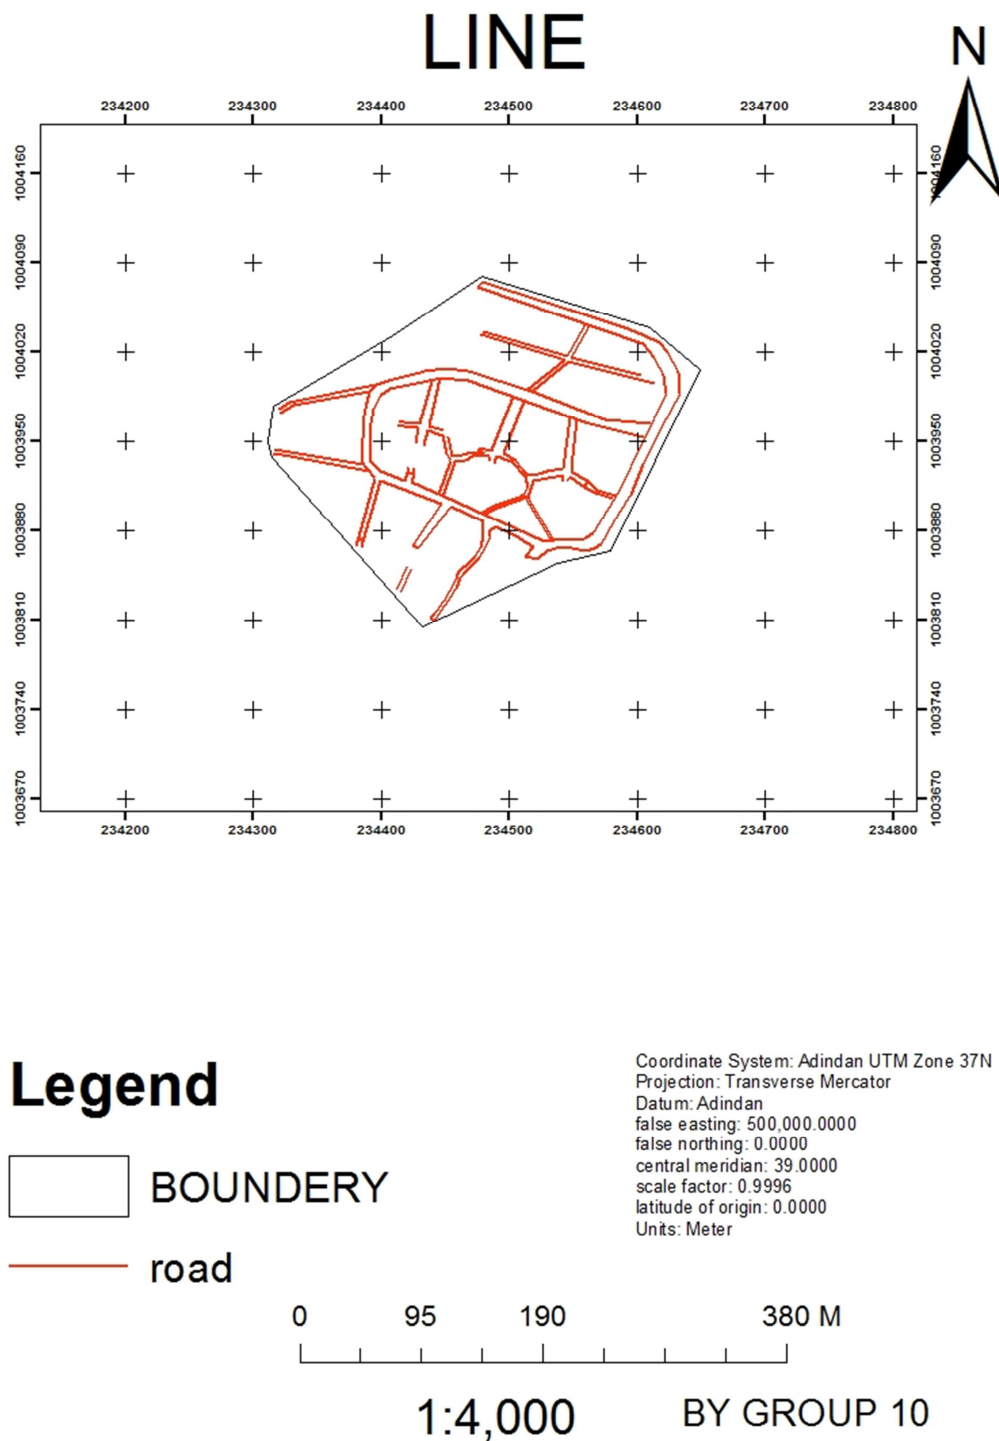 LINE
N
234200 234300 234400 234500 234600 234700 234800
1004160 1004160
1004090 1004090
1004020 1004020
1003950 1003950
1003880 1003880
1003810 1003810
1003740 1003740
1003670 1003670
234200 234300 234400 234500 234600 234700 234800
Legend
BOUNDERY
road
Coordinate System: Adindan UTM Zone 37N
Projection: Transverse Mercator
Datum: Adindan
false easting: 500,000.0000
false northing: 0.0000
central meridian: 39.0000
scale factor: 0.9996
latitude of origin: 0.0000
Units: Meter
0 95 190 380 M
1:4,000
BY GROUP 10